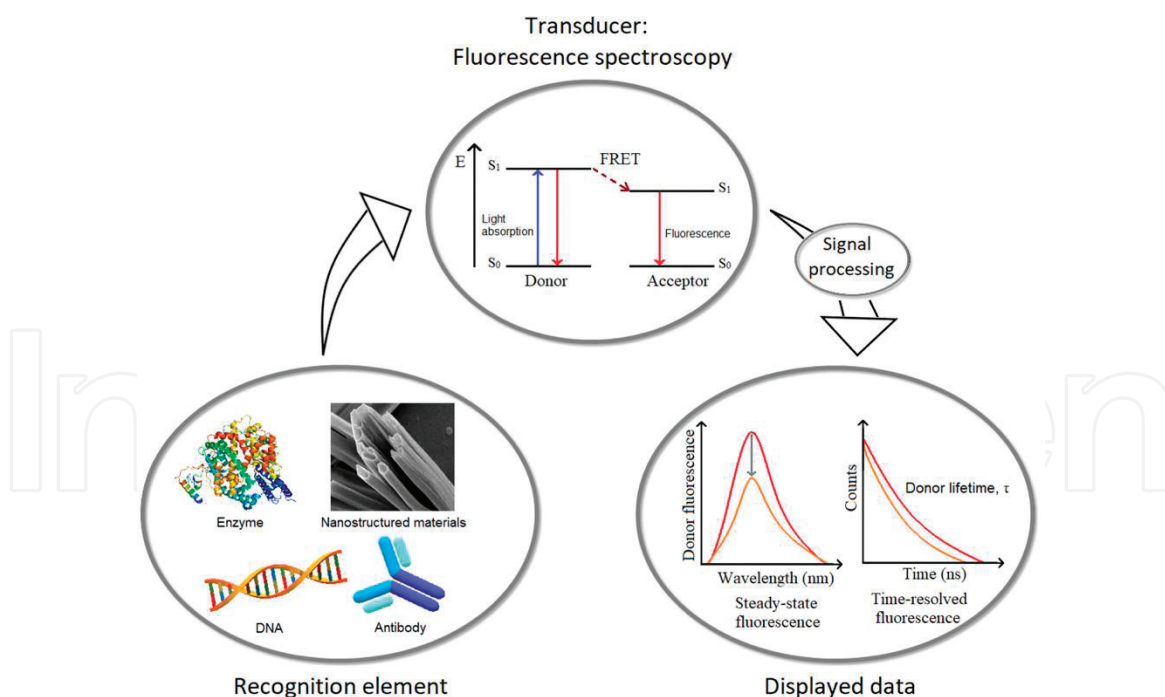 Transducer:
Fluorescence spectroscopy
E
S1
FRET
S1
Light
absorption
Fluorescence
S0
S0
Donor
Acceptor
Signal
processing
Enzyme
Nanostructured materials
DNA
Antibody
Recognition element
Donor fluorescence
Wavelength (nm)
Steady-state
fluorescence
Counts
Donor lifetime, τ
Time (ns)
Time-resolved
fluorescence
Displayed data
In
en